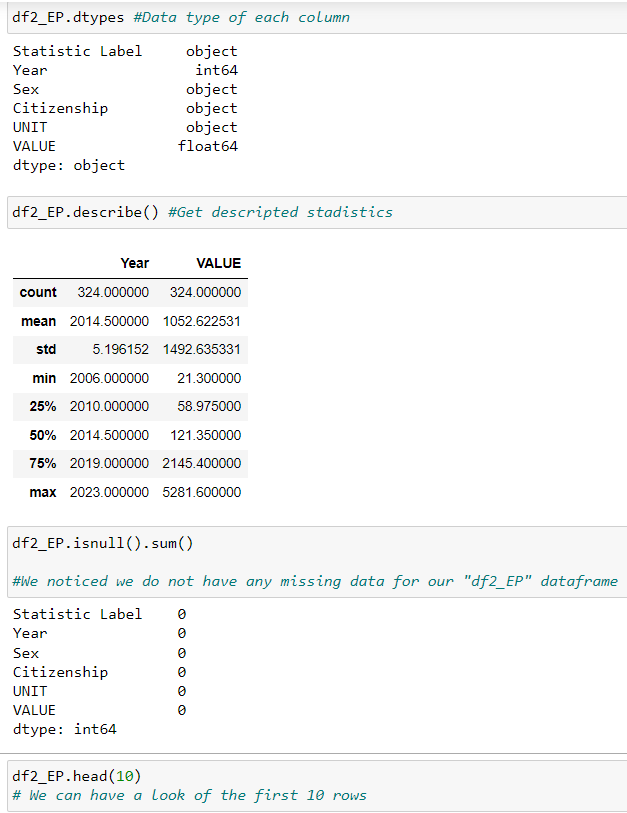 df2_EP.dtypes #Data type of each column
Statistic Label object
Year int64
Sex object
Citizenship object
UNIT object
VALUE float64
dtype: object
df2_EP.describe() #Get descripted stadistics
Year VALUE
count 324.000000 324.000000
mean 2014.500000 1052.622531
std 5.196152 1492.635331
min 2006.000000 21.300000
25% 2010.000000 58.975000
50% 2014.500000 121.350000
75% 2019.000000 2145.400000
max 2023.000000 5281.600000
df2_EP.isnull().sum()
#We noticed we do not have any missing data for our "df2_EP" dataframe
Statistic Label 0
Year 0
Sex 0
Citizenship 0
UNIT 0
VALUE 0
dtype: int64
df2_EP.head(10)
# We can have a look of the first 10 rows